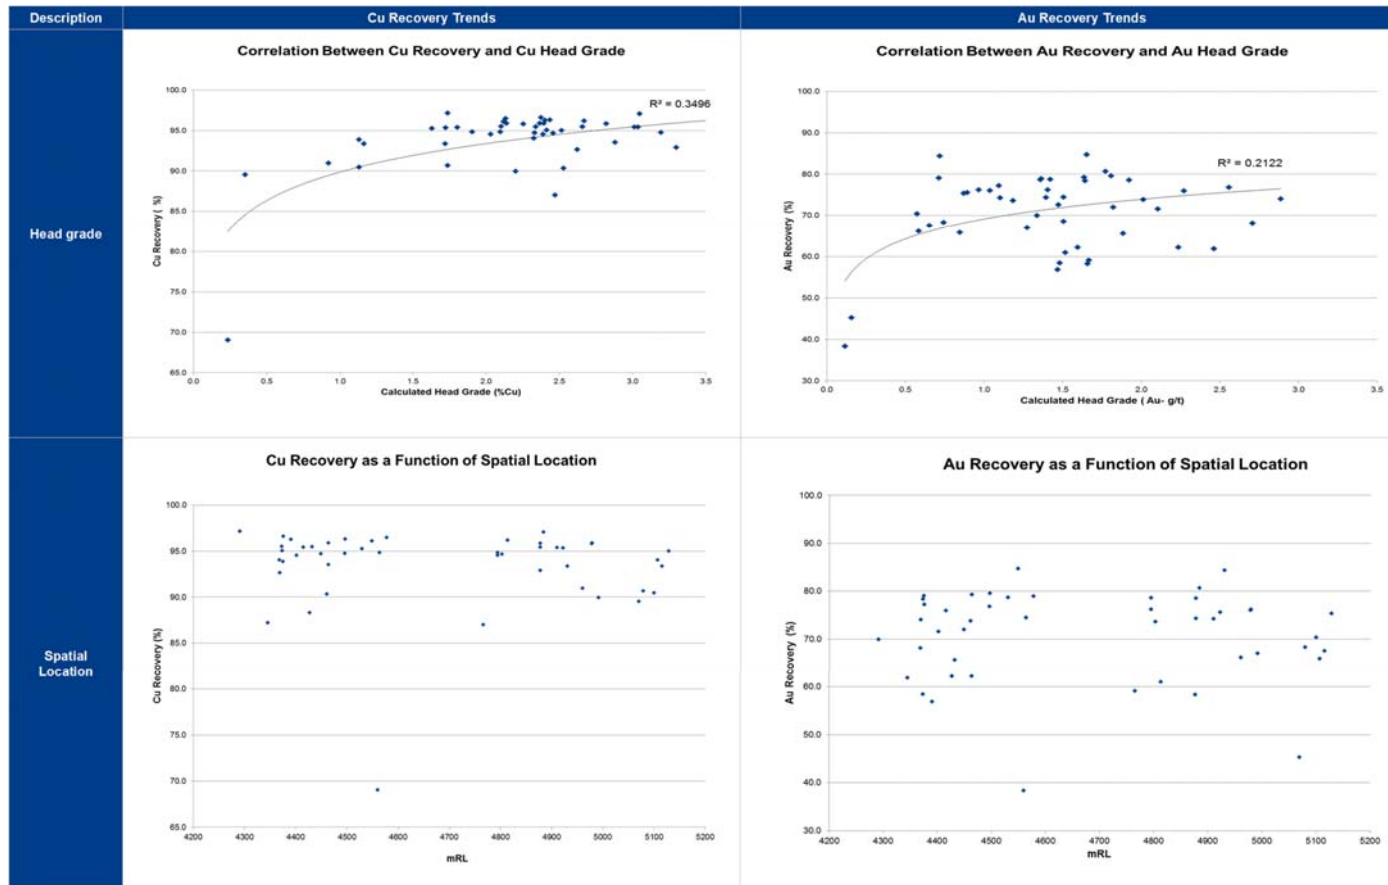 Description
Cu Recovery Trends
Au Recovery Trends
Head grade
Correlation Between Cu Recovery and Cu Head Grade
R² = 0.3496
Cu Recovery ( %)
100.0
95.0
90.0
85.0
80.0
75.0
70.0
65.0
0.0 0.5 1.0 1.5 2.0 2.5 3.0 3.5
Calculated Head Grade (%Cu)
Correlation Between Au Recovery and Au Head Grade
R² = 0.2122
Au Recovery (%)
100.0
90.0
80.0
70.0
60.0
50.0
40.0
30.0
0.0 0.5 1.0 1.5 2.0 2.5 3.0 3.5
Calculated Head Grade ( Au- g/t)
Spatial
Location
Cu Recovery as a Function of Spatial Location
Cu Recovery (%)
100.0
95.0
90.0
85.0
80.0
75.0
70.0
65.0
4200 4300 4400 4500 4600 4700 4800 4900 5000 5100 5200
mRL
Au Recovery as a Function of Spatial Location
Au Recovery (%)
100.0
90.0
80.0
70.0
60.0
50.0
40.0
30.0
4200 4300 4400 4500 4600 4700 4800 4900 5000 5100 5200
mRL